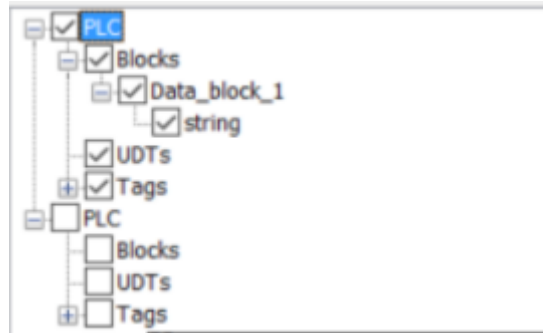 PLC
Blocks
Data_block_1
string
UDTs
Tags
PLC
Blocks
UDTs
Tags